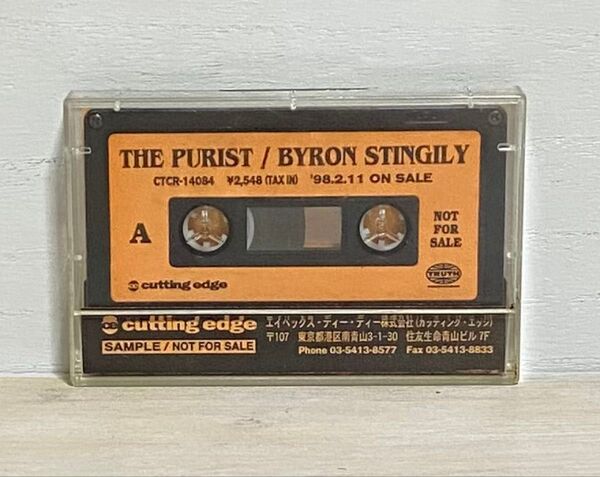 THE PURIST / BYRON STINGILY
CTCR-14084 ¥2,548 (TAX IN) '98.2.11 ON SALE
A
NOT
FOR
SALE
TRUTH
cutting edge
cutting edge
エイベックス・ディー・ディー株式会社(カッティング・エッジ)
SAMPLE / NOT FOR SALE
〒107 東京都港区南青山3-1-30 住友生命青山ビル7F
Phone 03-5413-8577 Fax 03-5413-8833